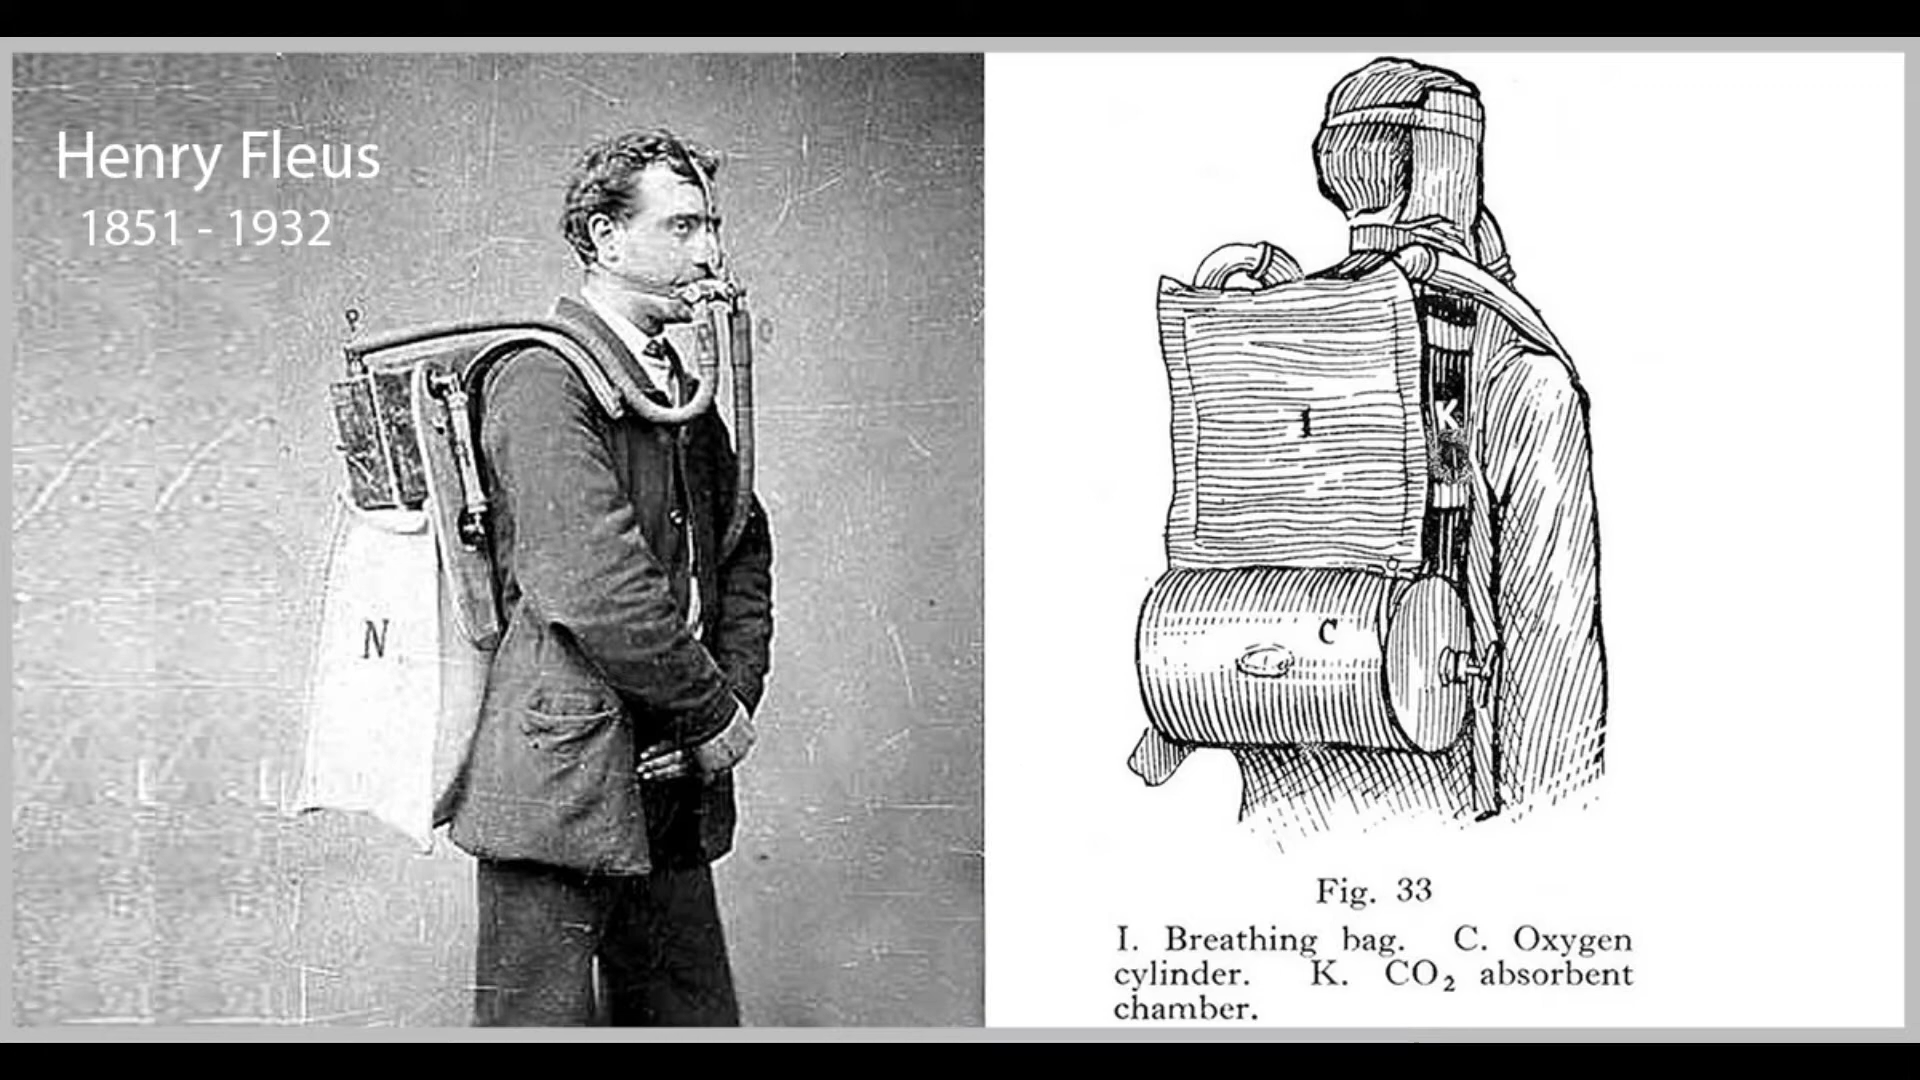 Henry Fleus
1851 - 1932
P
N
I
K
C
Fig. 33
I. Breathing bag. C. Oxygen
cylinder. K. CO₂ absorbent
chamber.